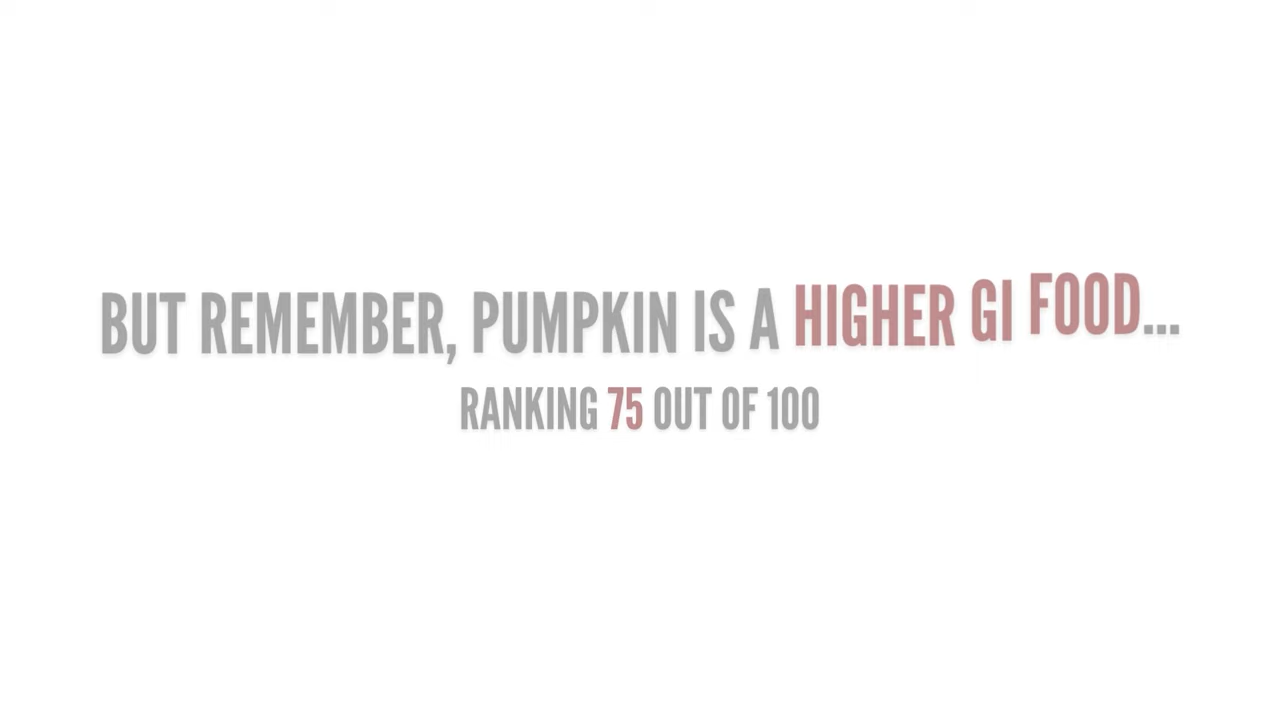 BUT REMEMBER, PUMPKIN IS A HIGHER GI FOOD...
RANKING 75 OUT OF 100